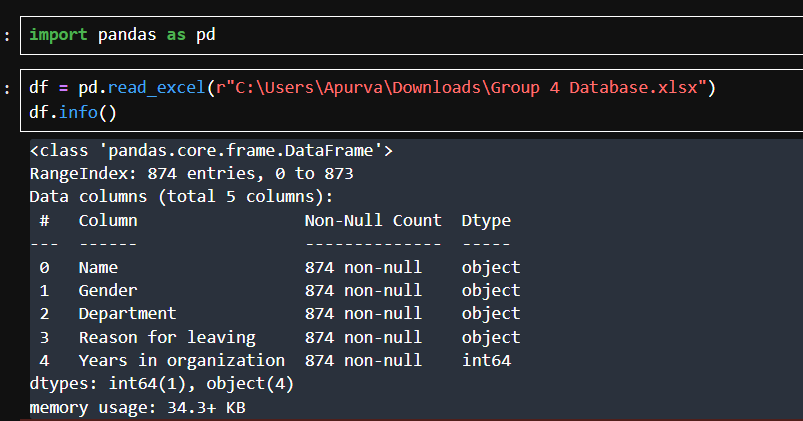 : import pandas as pd
: df = pd.read_excel(r"C:\Users\Apurva\Downloads\Group 4 Database.xlsx")
df.info()
<class 'pandas.core.frame.DataFrame'>
RangeIndex: 874 entries, 0 to 873
Data columns (total 5 columns):
 #   Column                 Non-Null Count  Dtype
---  ------                 --------------  -----
 0   Name                   874 non-null    object
 1   Gender                 874 non-null    object
 2   Department             874 non-null    object
 3   Reason for leaving     874 non-null    object
 4   Years in organization  874 non-null    int64
dtypes: int64(1), object(4)
memory usage: 34.3+ KB